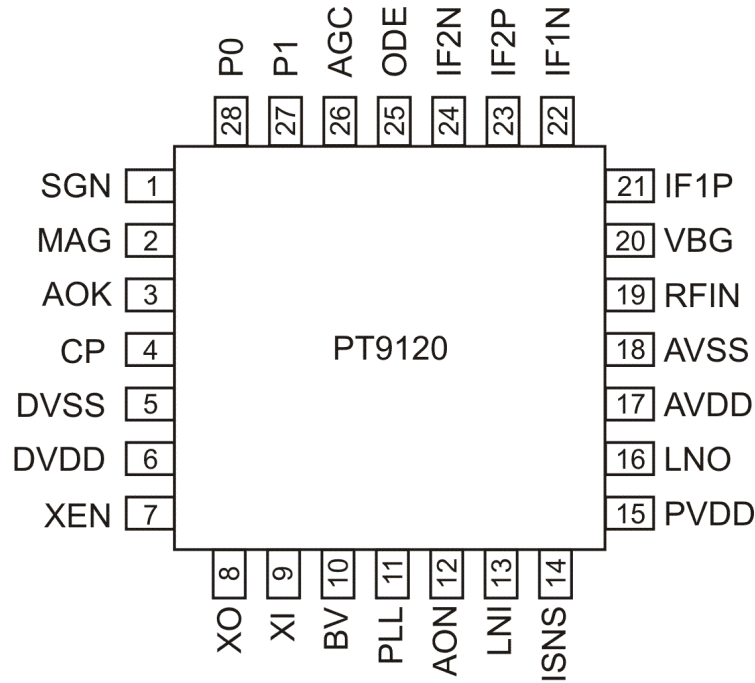 P0 P1 AGC ODE IF2N IF2P IF1N
28 27 26 25 24 23 22
SGN 1 21 IF1P
MAG 2 20 VBG
AOK 3 19 RFIN
CP 4 PT9120 18 AVSS
DVSS 5 17 AVDD
DVDD 6 16 LNO
XEN 7 15 PVDD
8 9 10 11 12 13 14
XO XI BV PLL AON LNI ISNS